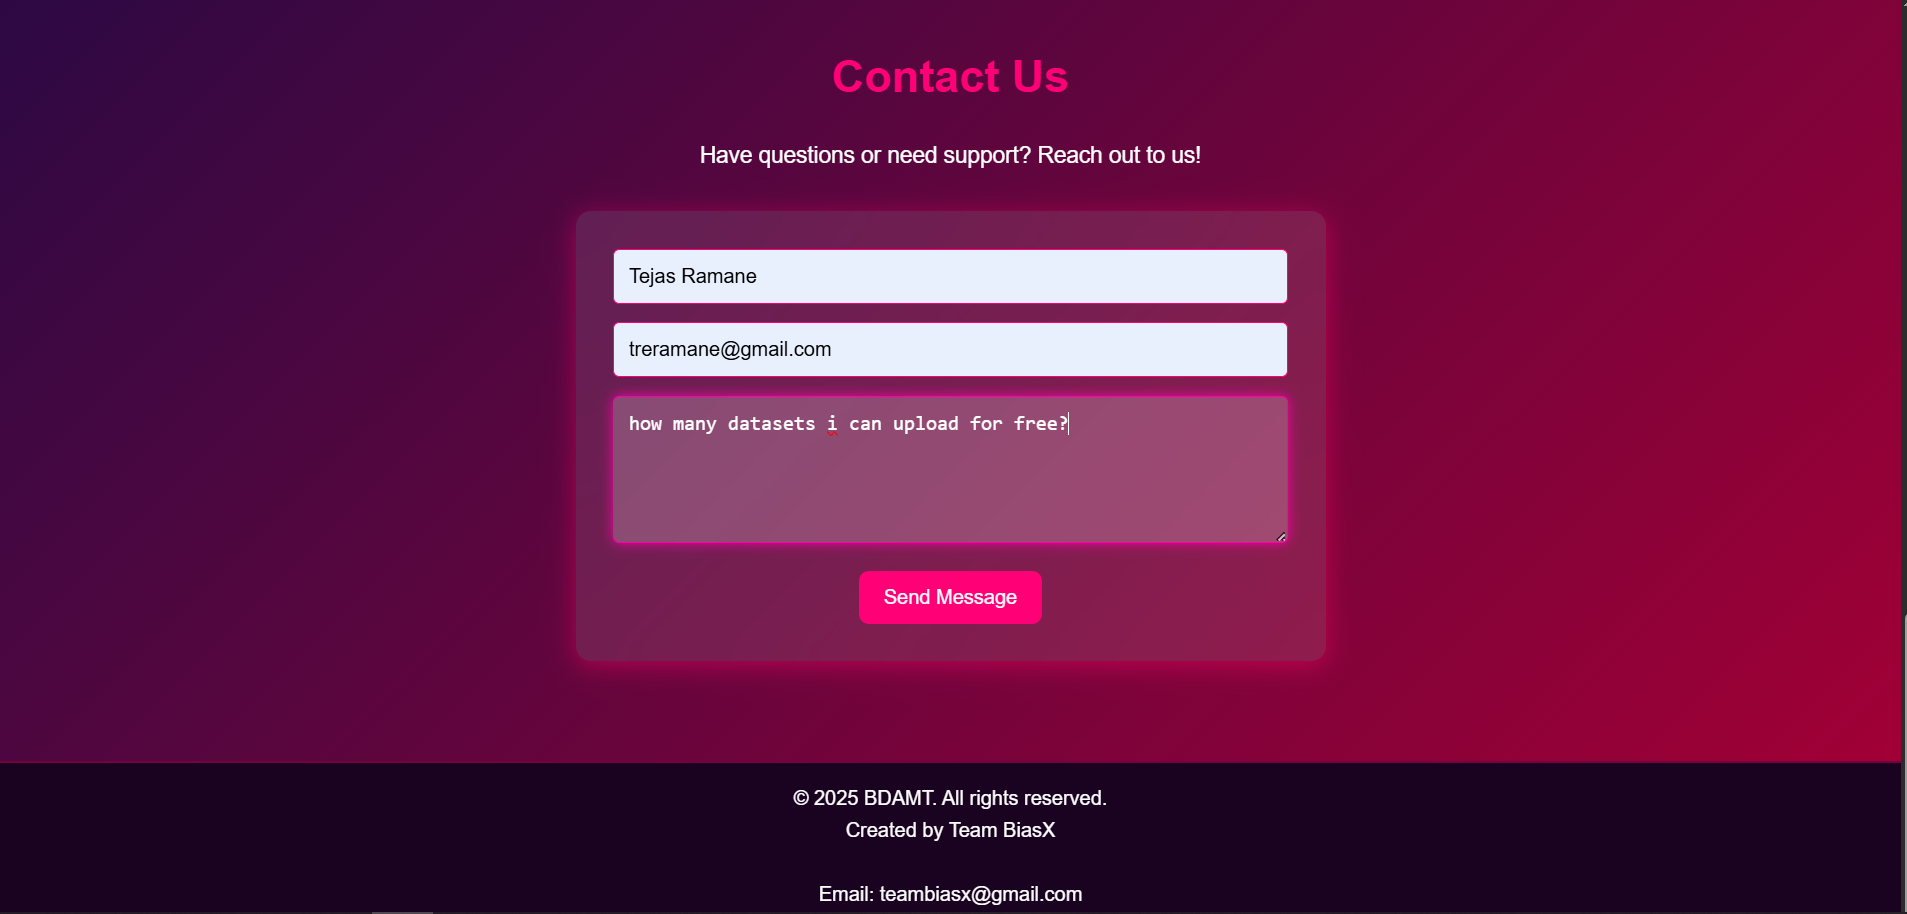 Contact Us
Have questions or need support? Reach out to us!
Tejas Ramane
treramane@gmail.com
how many datasets i can upload for free?
Send Message
© 2025 BDAMT. All rights reserved.
Created by Team BiasX
Email: teambiasx@gmail.com